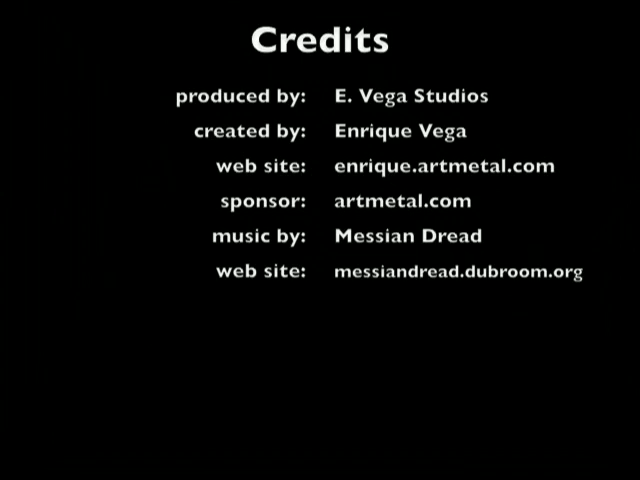 Credits
produced by: E. Vega Studios
created by: Enrique Vega
web site: enrique.artmetal.com
sponsor: artmetal.com
music by: Messian Dread
web site: messiandread.dubroom.org